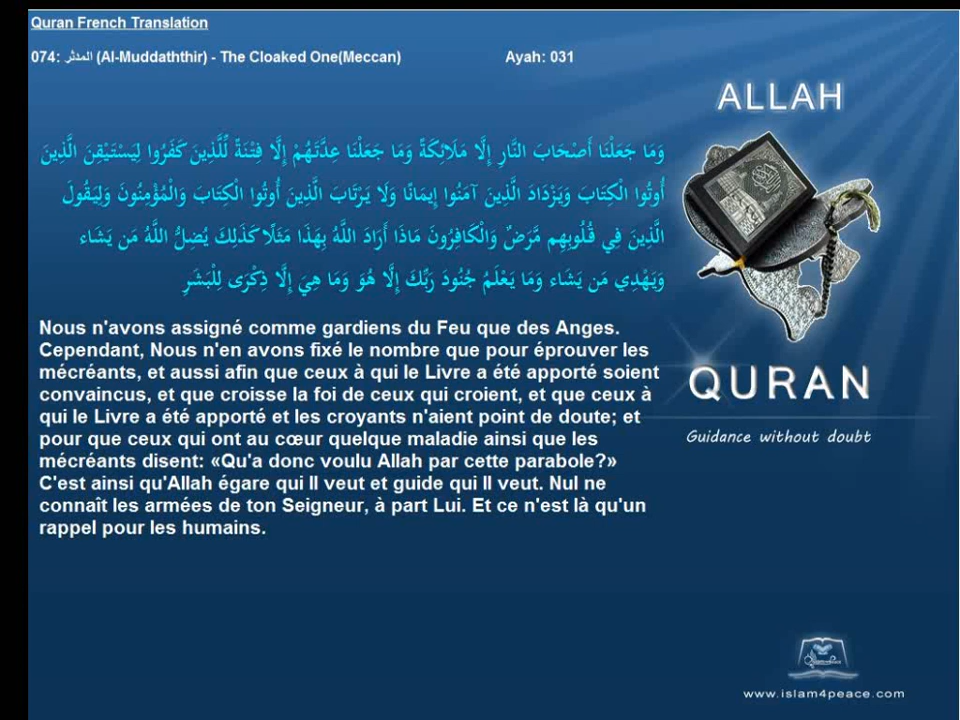 Quran French Translation
074: المدثر (Al-Muddaththir) - The Cloaked One(Meccan) Ayah: 031
ALLAH
وَمَا جَعَلْنَا أَصْحَابَ النَّارِ إِلَّا مَلَائِكَةً وَمَا جَعَلْنَا عِدَّتَهُمْ إِلَّا فِتْنَةً لِّلَّذِينَ كَفَرُوا لِيَسْتَيْقِنَ الَّذِينَ
أُوتُوا الْكِتَابَ وَيَزْدَادَ الَّذِينَ آمَنُوا إِيمَانًا وَلَا يَرْتَابَ الَّذِينَ أُوتُوا الْكِتَابَ وَالْمُؤْمِنُونَ وَلِيَقُولَ
الَّذِينَ فِي قُلُوبِهِم مَّرَضٌ وَالْكَافِرُونَ مَاذَا أَرَادَ اللَّهُ بِهَذَا مَثَلًا كَذَلِكَ يُضِلُّ اللَّهُ مَن يَشَاء
وَيَهْدِي مَن يَشَاء وَمَا يَعْلَمُ جُنُودَ رَبِّكَ إِلَّا هُوَ وَمَا هِيَ إِلَّا ذِكْرَى لِلْبَشَرِ
Nous n'avons assigné comme gardiens du Feu que des Anges.
Cependant, Nous n'en avons fixé le nombre que pour éprouver les
mécréants, et aussi afin que ceux à qui le Livre a été apporté soient
convaincus, et que croisse la foi de ceux qui croient, et que ceux à
qui le Livre a été apporté et les croyants n'aient point de doute; et
pour que ceux qui ont au cœur quelque maladie ainsi que les
mécréants disent: «Qu'a donc voulu Allah par cette parabole?»
C'est ainsi qu'Allah égare qui Il veut et guide qui Il veut. Nul ne
connaît les armées de ton Seigneur, à part Lui. Et ce n'est là qu'un
rappel pour les humains.
QURAN
Guidance without doubt
www.islam4peace.com